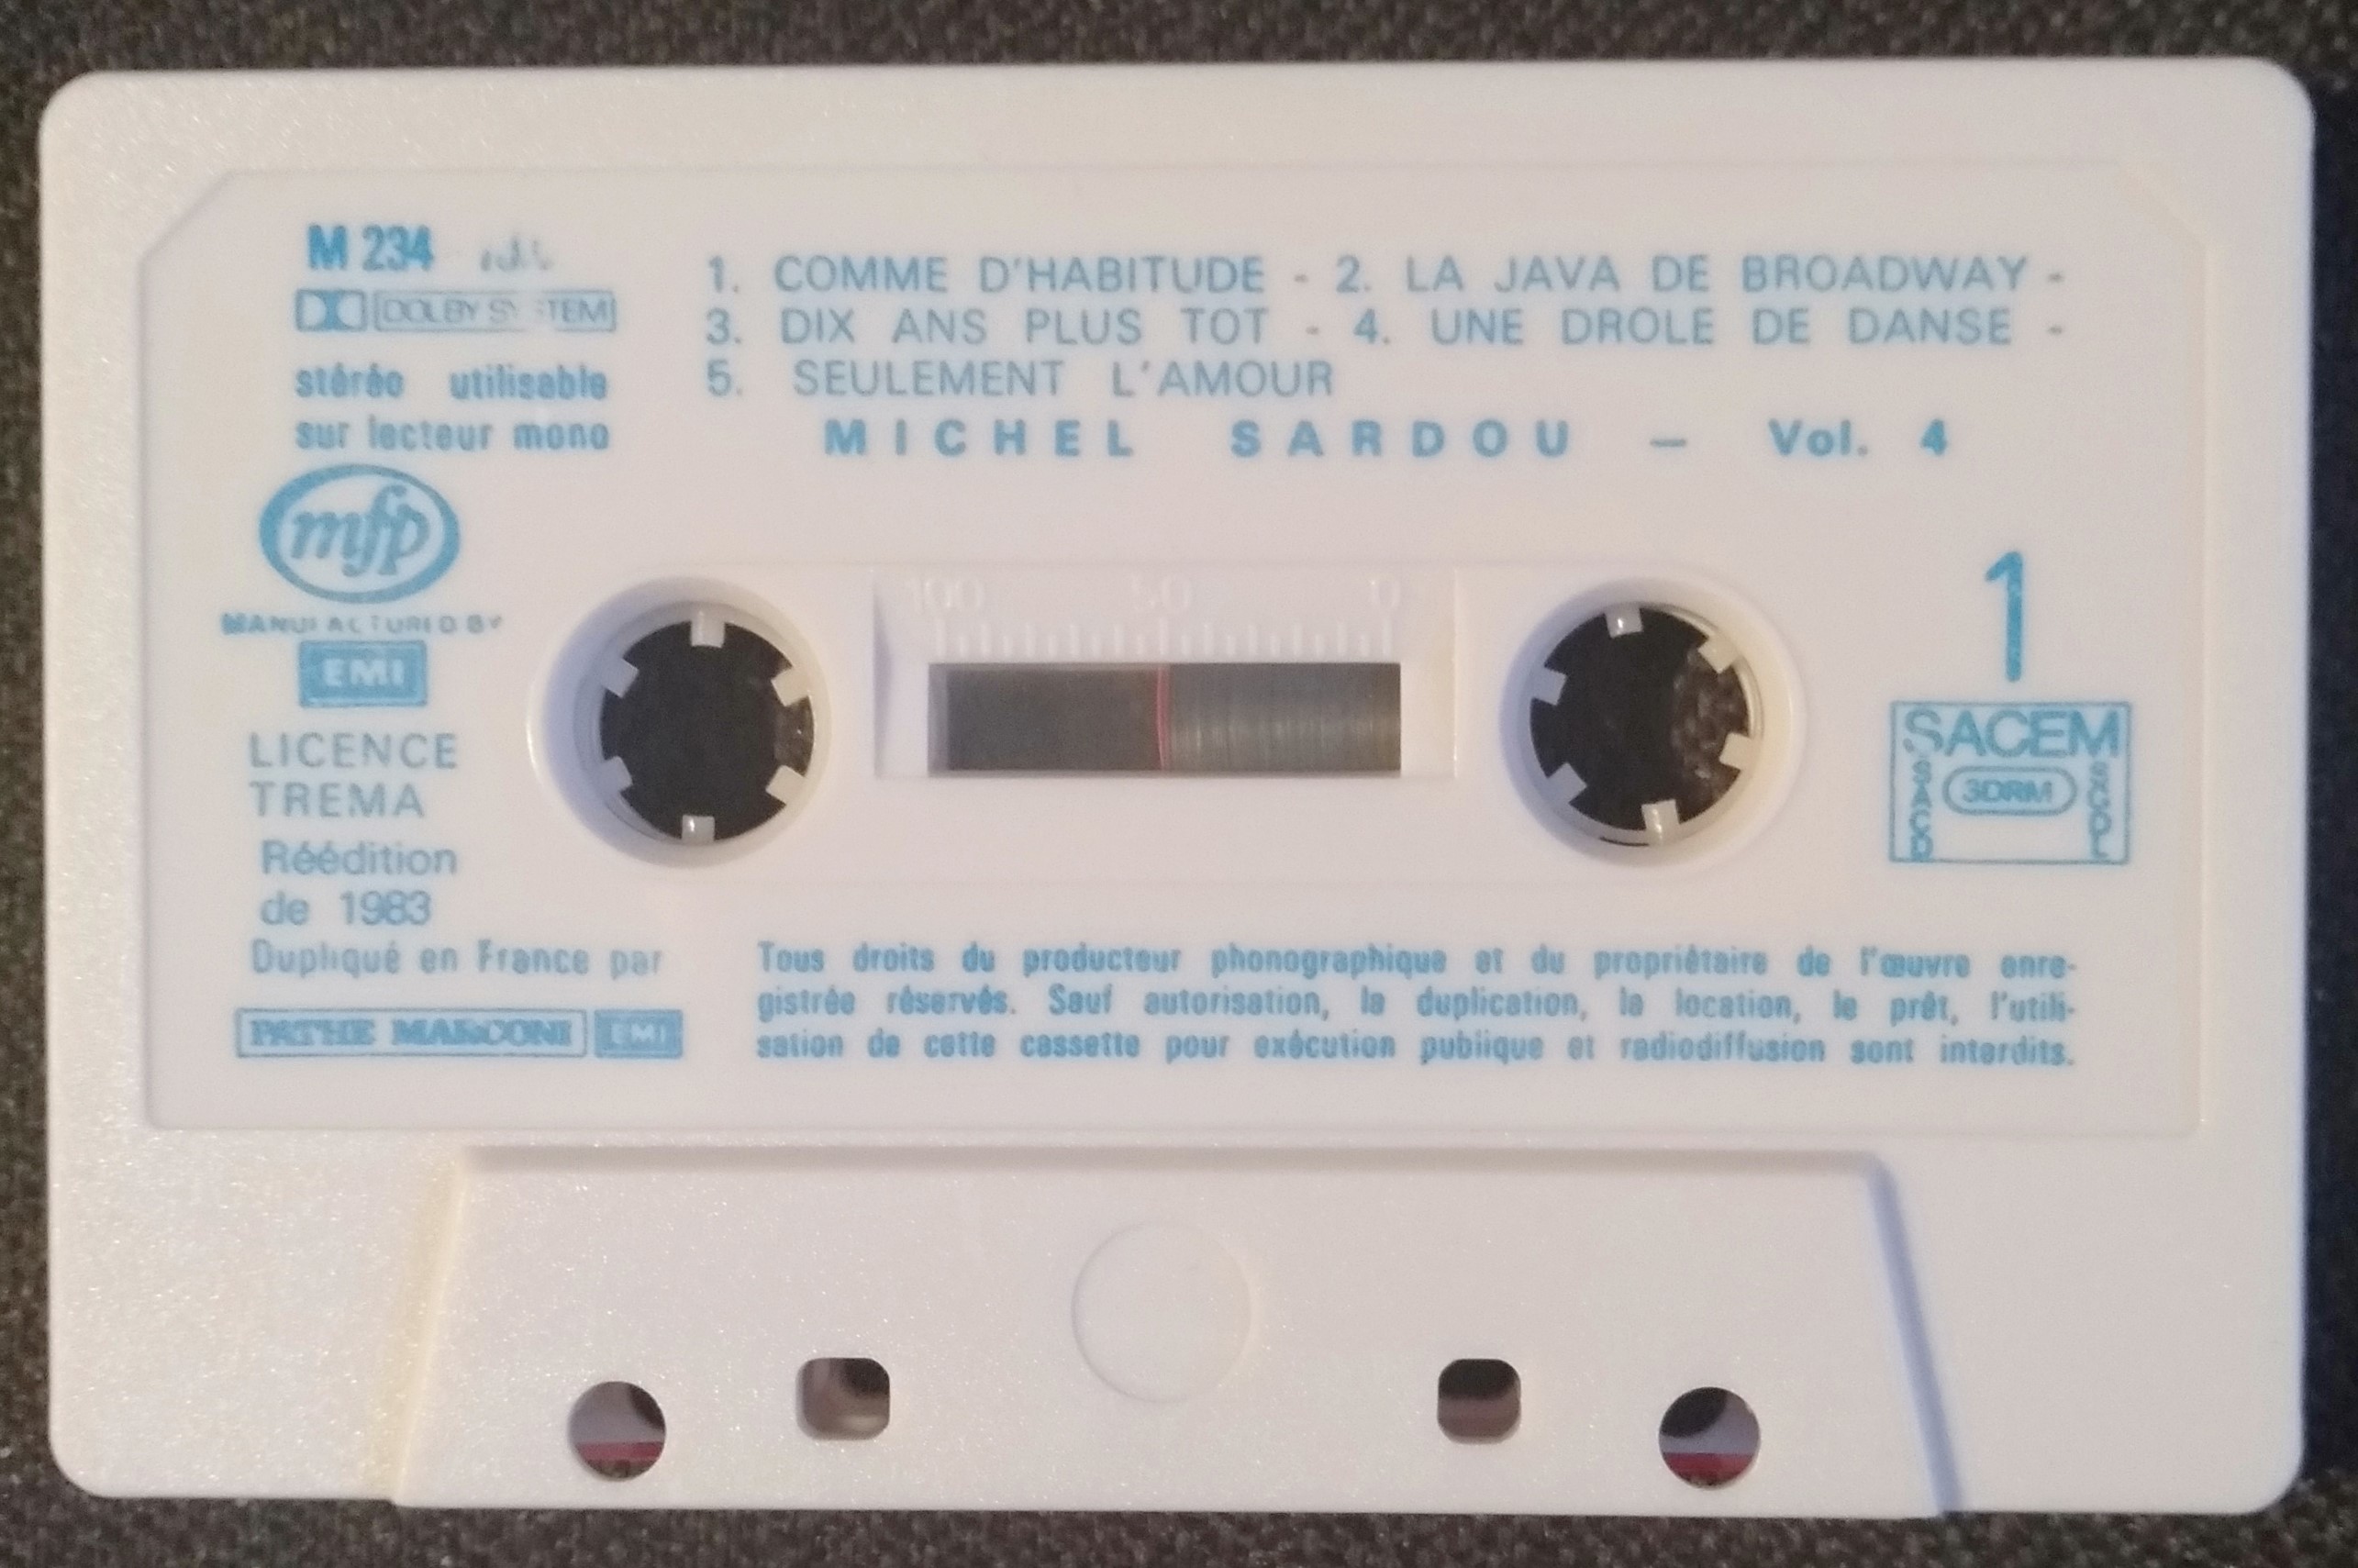 M 234
DOLBY SYSTEM
stéréo utilisable
sur lecteur mono
mfp
MANUFACTURED BY
EMI
LICENCE
TREMA
Réédition
de 1983
Dupliqué en France par
PATHE MARCONI EMI
1. COMME D'HABITUDE - 2. LA JAVA DE BROADWAY -
3. DIX ANS PLUS TOT - 4. UNE DROLE DE DANSE -
5. SEULEMENT L'AMOUR
MICHEL SARDOU — Vol. 4
100 50 0
1
SACEM
SACD 3DRM SGDL
Tous droits du producteur phonographique et du propriétaire de l'œuvre enre-
gistrée réservés. Sauf autorisation, la duplication, la location, le prêt, l'utili-
sation de cette cassette pour exécution publique et radiodiffusion sont interdits.